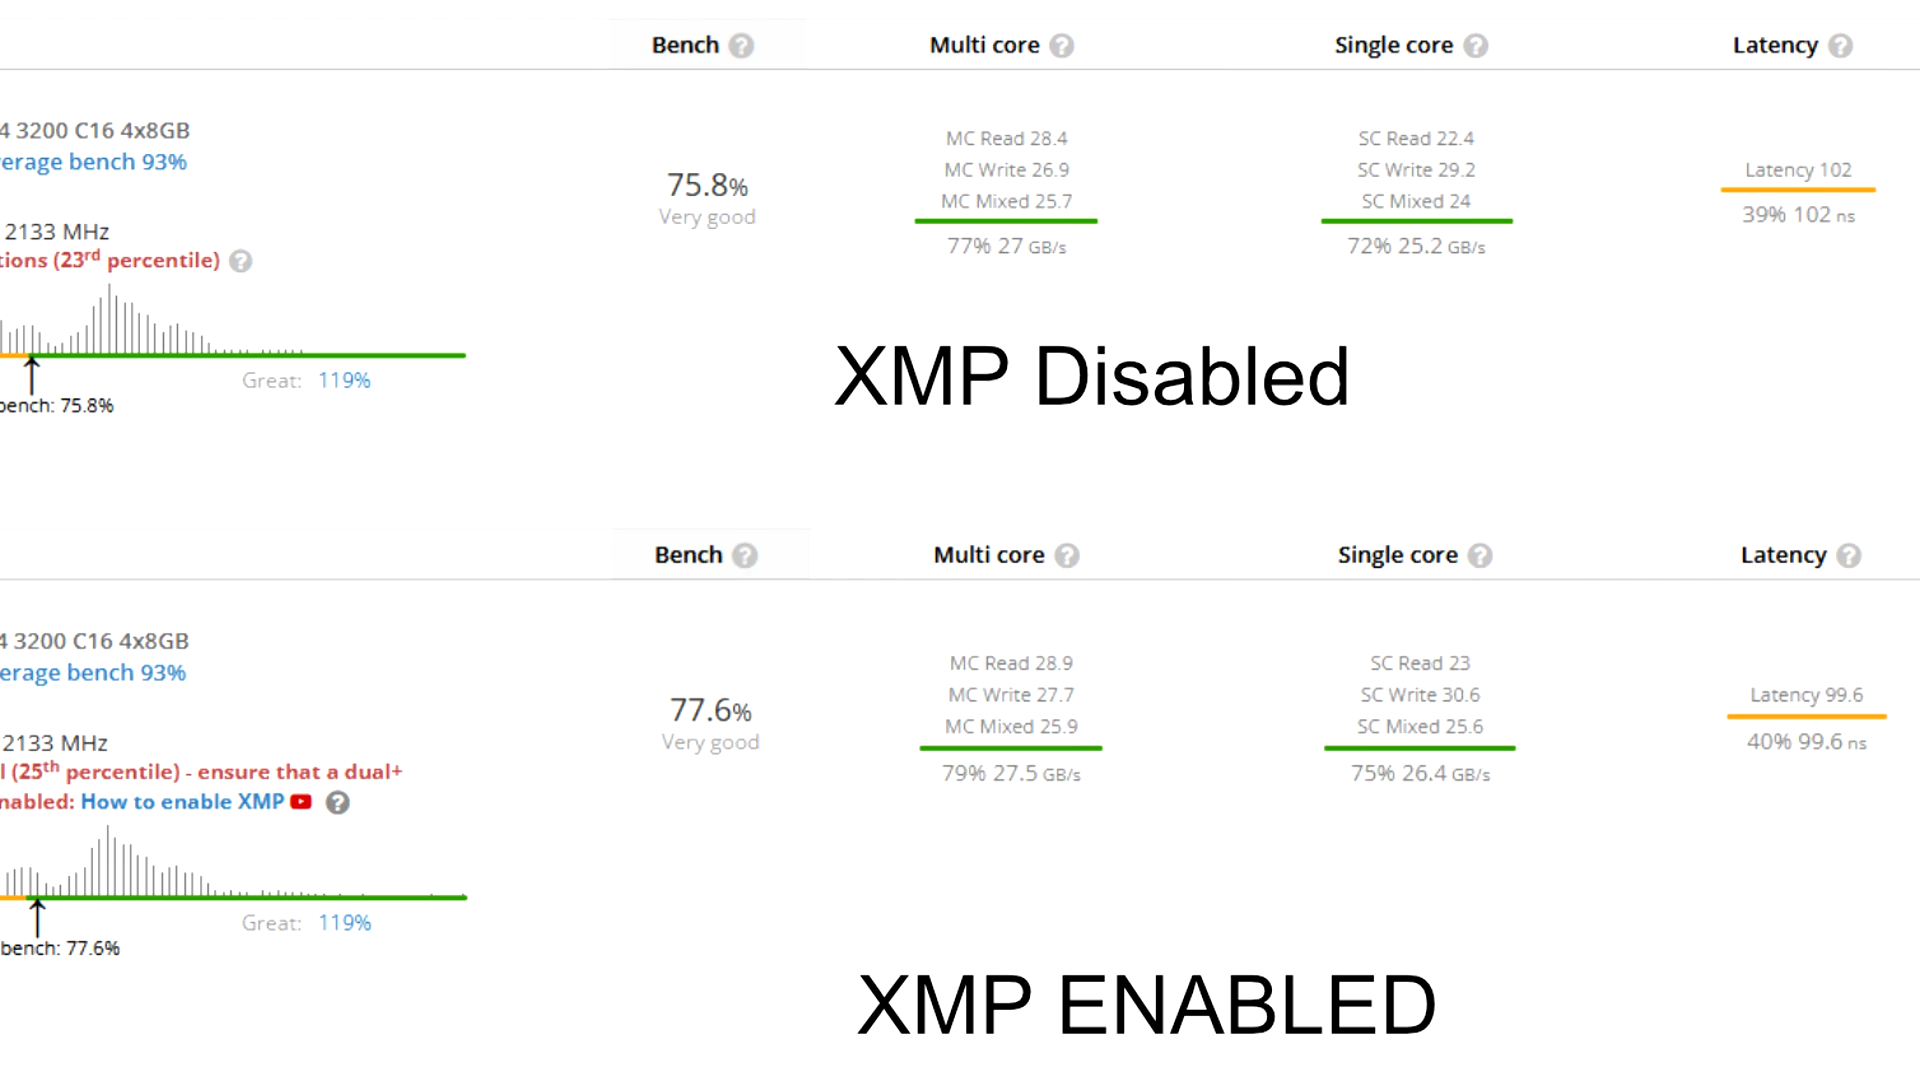 Bench ? Multi core ? Single core ? Latency ?
4 3200 C16 4x8GB
erage bench 93%
2133 MHz
tions (23rd percentile) ?
Great: 119%
bench: 75.8%
75.8%
Very good
MC Read 28.4
MC Write 26.9
MC Mixed 25.7
77% 27 GB/s
SC Read 22.4
SC Write 29.2
SC Mixed 24
72% 25.2 GB/s
Latency 102
39% 102 ns
XMP Disabled
Bench ? Multi core ? Single core ? Latency ?
4 3200 C16 4x8GB
erage bench 93%
2133 MHz
l (25th percentile) - ensure that a dual+
nabled: How to enable XMP ?
Great: 119%
bench: 77.6%
77.6%
Very good
MC Read 28.9
MC Write 27.7
MC Mixed 25.9
79% 27.5 GB/s
SC Read 23
SC Write 30.6
SC Mixed 25.6
75% 26.4 GB/s
Latency 99.6
40% 99.6 ns
XMP ENABLED